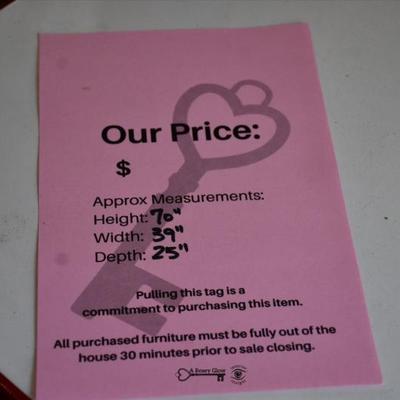 Our Price:
$
Approx Measurements:
Height: 70"
Width: 39"
Depth: 25"
Pulling this tag is a
commitment to purchasing this item.
All purchased furniture must be fully out of the
house 30 minutes prior to sale closing.